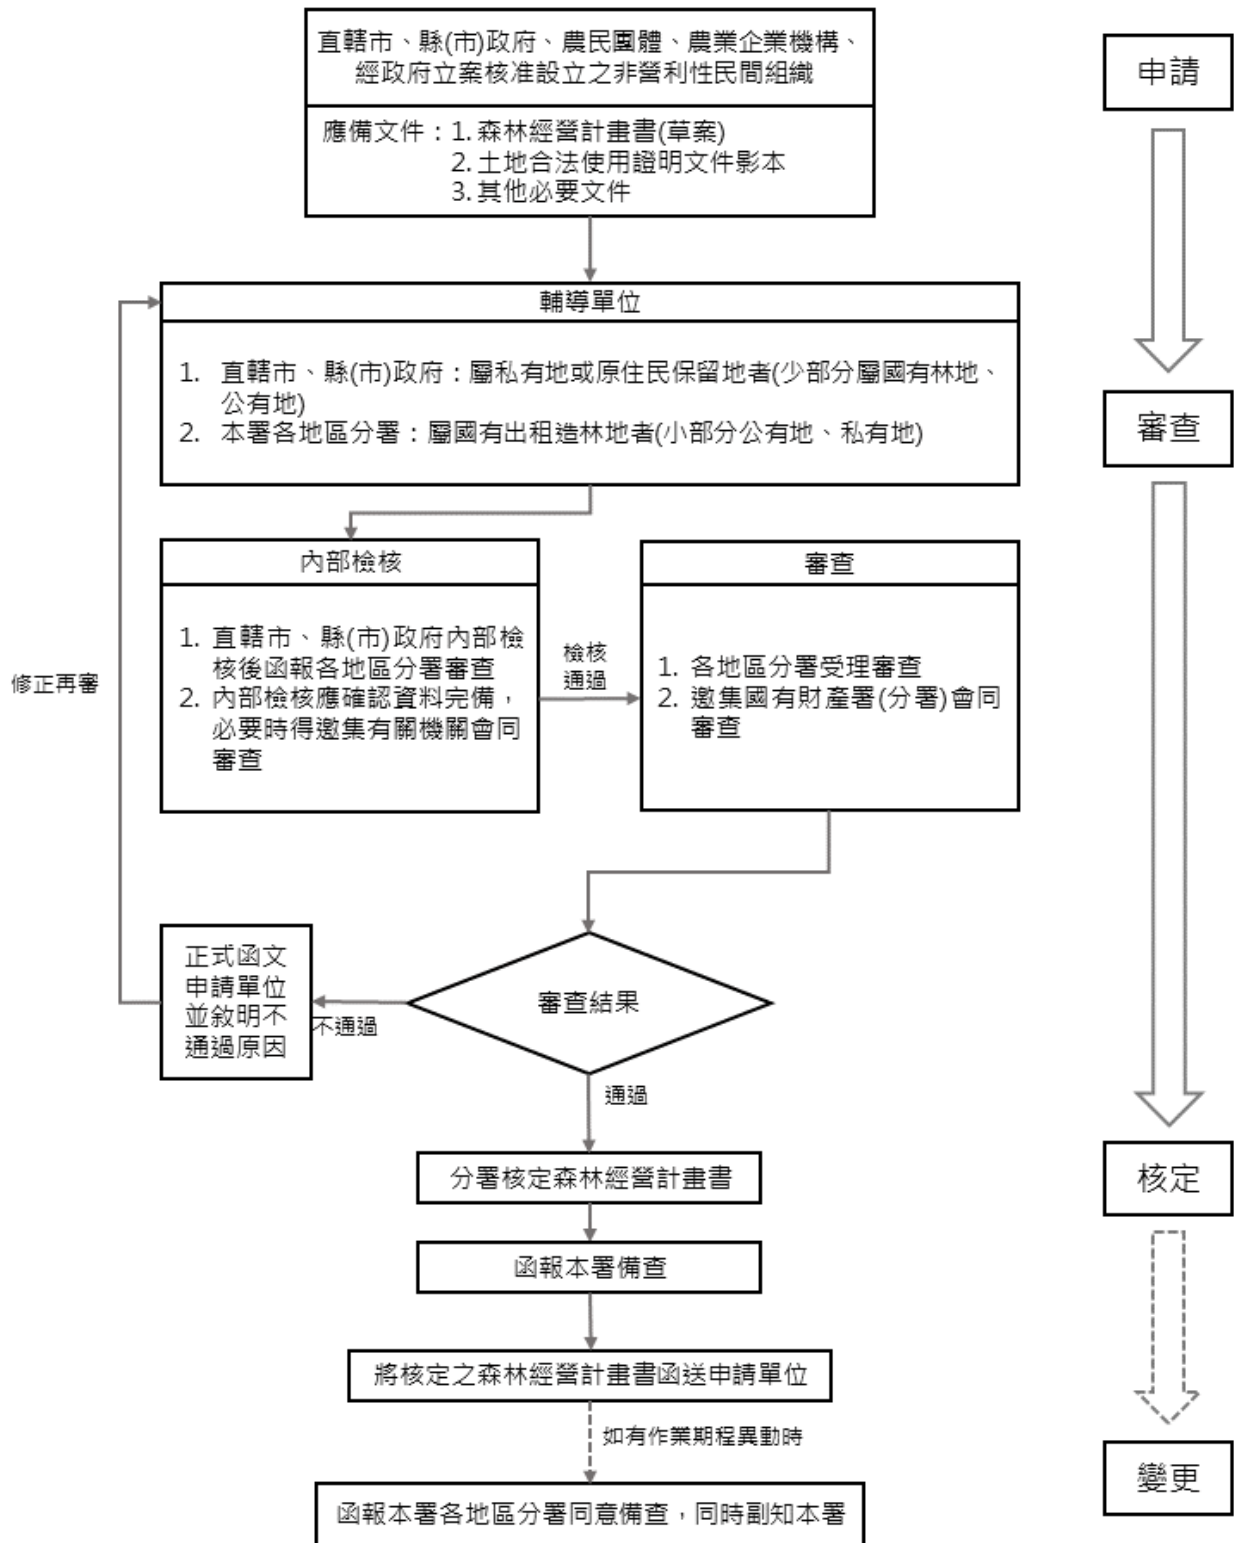 直轄市、縣(市)政府、農民團體、農業企業機構、
經政府立案核准設立之非營利性民間組織
應備文件：1. 森林經營計畫書(草案)
2. 土地合法使用證明文件影本
3. 其他必要文件
申請
輔導單位
1. 直轄市、縣(市)政府：屬私有地或原住民保留地者(少部分屬國有林地、
公有地)
2. 本署各地區分署：屬國有出租造林地者(小部分公有地、私有地)
審查
內部檢核
1. 直轄市、縣(市)政府內部檢
核後函報各地區分署審查
2. 內部檢核應確認資料完備，
必要時得邀集有關機關會同
審查
檢核
通過
審查
1. 各地區分署受理審查
2. 邀集國有財產署(分署)會同
審查
修正再審
正式函文
申請單位
並敘明不
通過原因
不通過
審查結果
通過
分署核定森林經營計畫書
核定
函報本署備查
將核定之森林經營計畫書函送申請單位
如有作業期程異動時
變更
函報本署各地區分署同意備查，同時副知本署